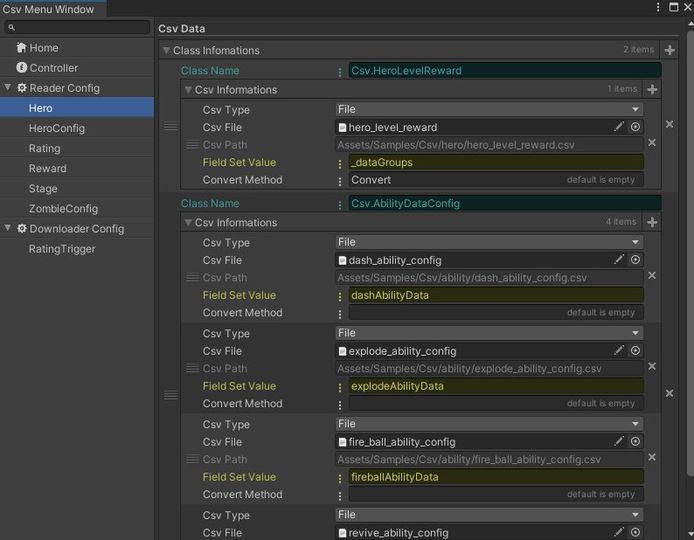 Csv Menu Window
Csv Data
Home
Controller
Reader Config
Hero
HeroConfig
Rating
Reward
Stage
ZombieConfig
Downloader Config
RatingTrigger
Class Infomations
2 items
Class Name
Csv.HeroLevelReward
Csv Informations
1 items
Csv Type
File
Csv File
hero_level_reward
Csv Path
Assets/Samples/Csv/hero/hero_level_reward.csv
Field Set Value
_dataGroups
Convert Method
Convert
default is empty
Class Name
Csv.AbilityDataConfig
Csv Informations
4 items
Csv Type
File
Csv File
dash_ability_config
Csv Path
Assets/Samples/Csv/ability/dash_ability_config.csv
Field Set Value
dashAbilityData
Convert Method
default is empty
Csv Type
File
Csv File
explode_ability_config
Csv Path
Assets/Samples/Csv/ability/explode_ability_config.csv
Field Set Value
explodeAbilityData
Convert Method
default is empty
Csv Type
File
Csv File
fire_ball_ability_config
Csv Path
Assets/Samples/Csv/ability/fire_ball_ability_config.csv
Field Set Value
fireballAbilityData
Convert Method
default is empty
Csv Type
File
Csv File
revive_ability_config